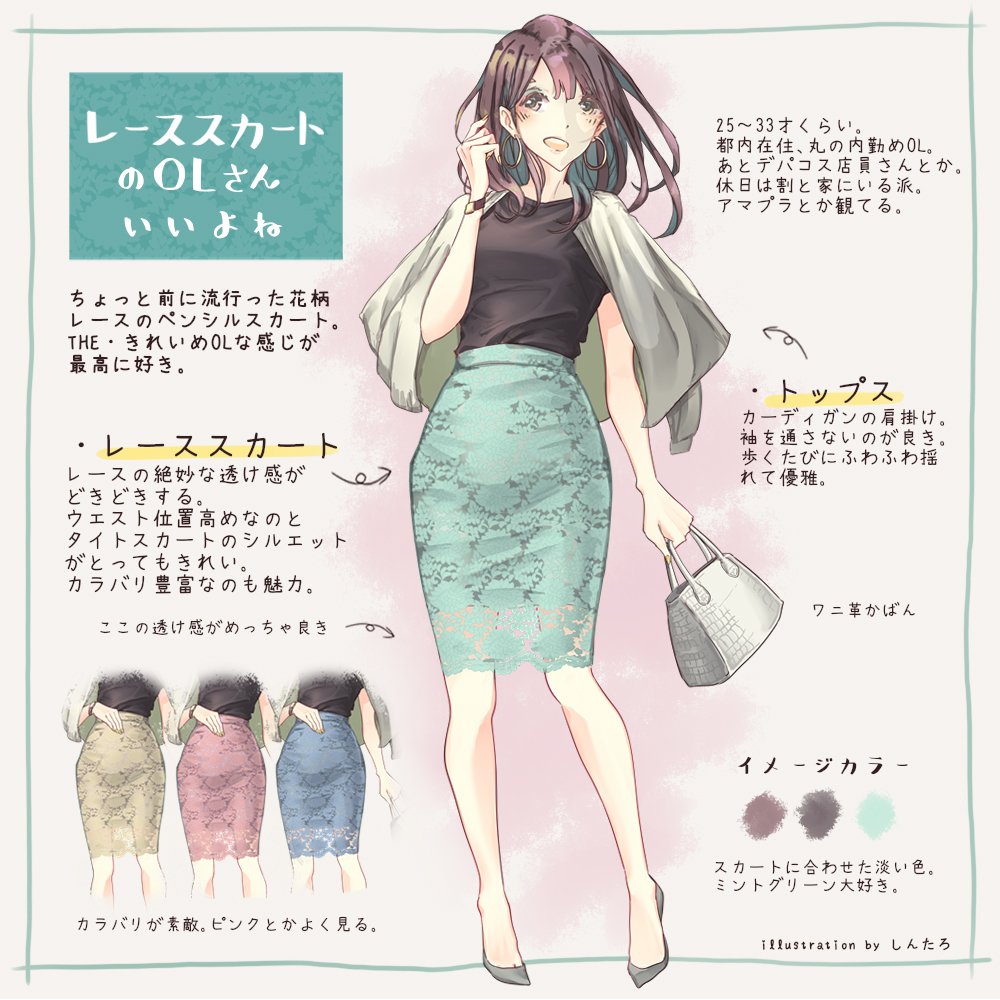 レーススカート
のOLさん
いいよね
ちょっと前に流行った花柄
レースのペンシルスカート。
THE・きれいめOLな感じが
最高に好き。
・レーススカート
レースの絶妙な透け感が
どきどきする。
ウエスト位置高めなのと
タイトスカートのシルエット
がとってもきれい。
カラバリ豊富なのも魅力。
ここの透け感がめっちゃ良き
カラバリが素敵。ピンクとかよく見る。
25〜33才くらい。
都内在住、丸の内勤めOL。
あとデパコス店員さんとか。
休日は割と家にいる派。
アマプラとか観てる。
・トップス
カーディガンの肩掛け。
袖を通さないのが良き。
歩くたびにふわふわ揺
れて優雅。
ワニ革かばん
イメージカラー
スカートに合わせた淡い色。
ミントグリーン大好き。
illustration by しんたろ